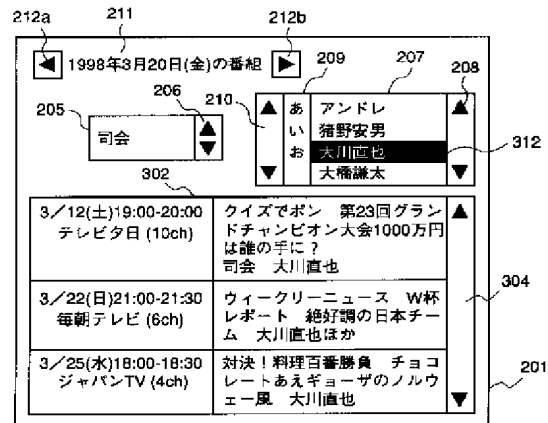 212a
211
212b
◀ 1998年3月20日(金)の番組 ▶
209
207
208
205
206
210
司会
▲
▼
▲
▼
あ
い
お
アンドレ
猪野安男
大川直也
大橋謙太
▲
▼
312
302
3／12(土)19:00-20:00
テレビタ日 (10ch)
クイズでポン　第23回グラン
ドチャンピオン大会1000万円
は誰の手に？
司会　大川直也
3／22(日)21:00-21:30
毎朝テレビ (6ch)
ウィークリーニュース　W杯
レポート　絶好調の日本チー
ム　大川直也ほか
3／25(水)18:00-18:30
ジャパンTV (4ch)
対決！料理百番勝負　チョコ
レートあえギョーザのノルウ
ェー風　大川直也
▲
▼
304
201